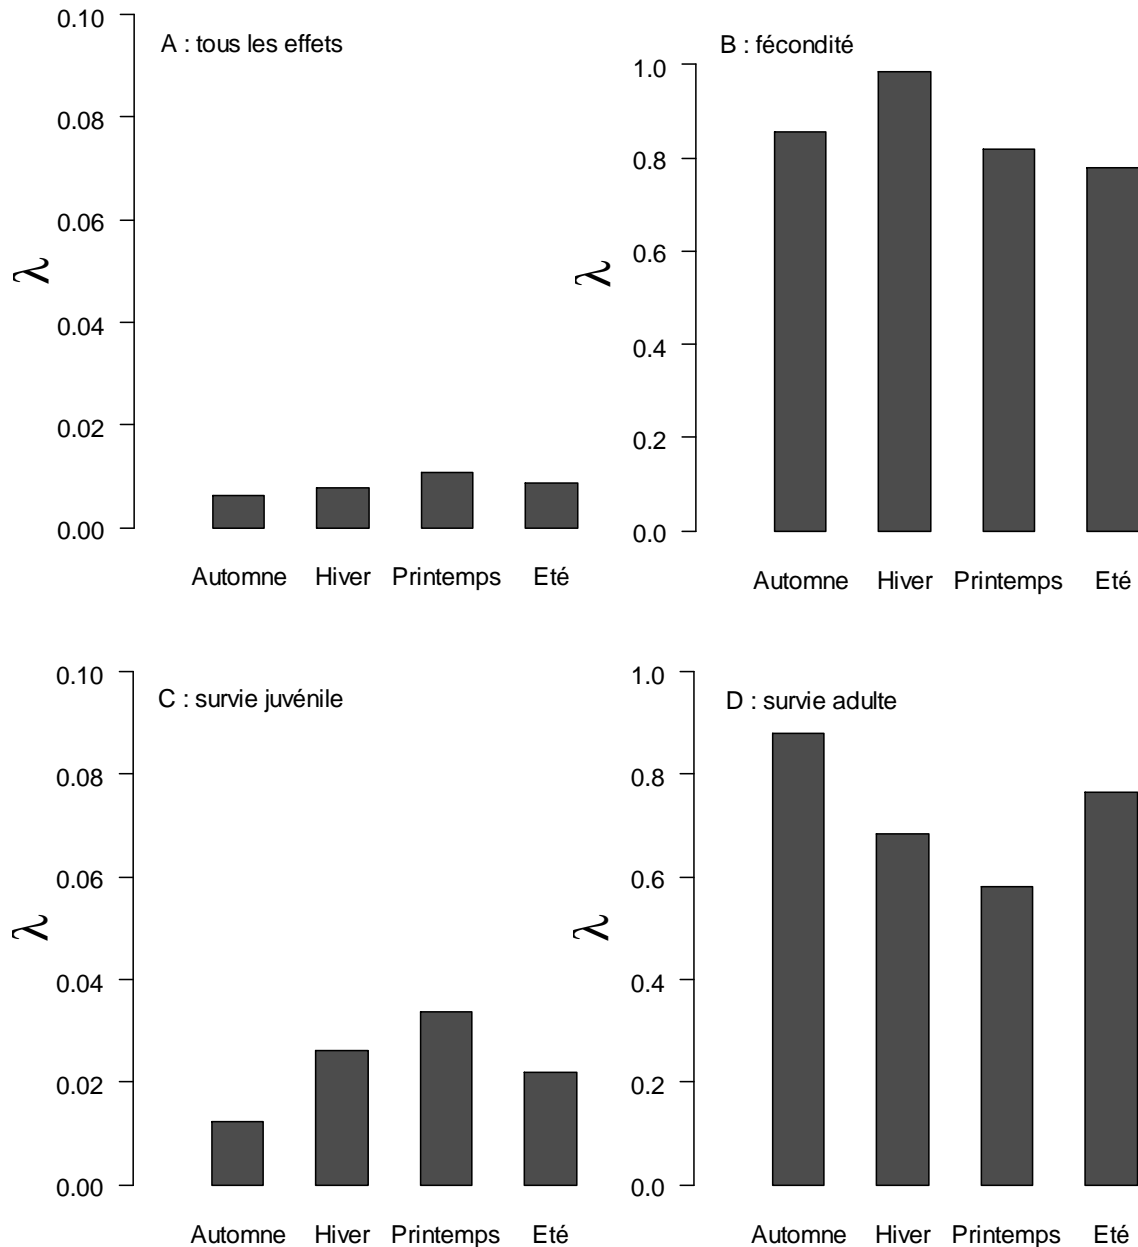 A : tous les effets
0.10
0.08
0.06
0.04
0.02
0.00
λ
Automne Hiver Printemps Eté
B : fécondité
1.0
0.8
0.6
0.4
0.2
0.0
λ
Automne Hiver Printemps Eté
C : survie juvénile
0.10
0.08
0.06
0.04
0.02
0.00
λ
Automne Hiver Printemps Eté
D : survie adulte
1.0
0.8
0.6
0.4
0.2
0.0
λ
Automne Hiver Printemps Eté